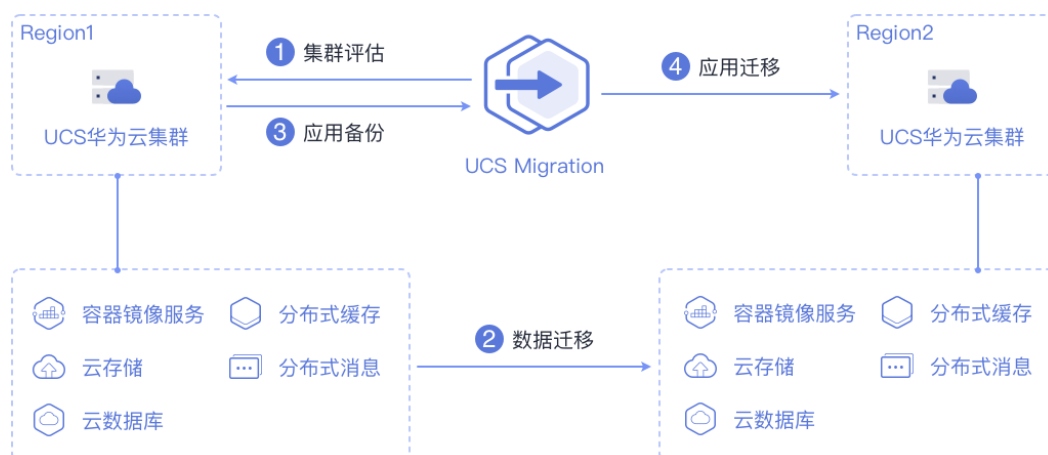 Region1
UCS华为云集群
1 集群评估
3 应用备份
UCS Migration
4 应用迁移
Region2
UCS华为云集群
容器镜像服务
分布式缓存
云存储
分布式消息
云数据库
2 数据迁移
容器镜像服务
分布式缓存
云存储
分布式消息
云数据库